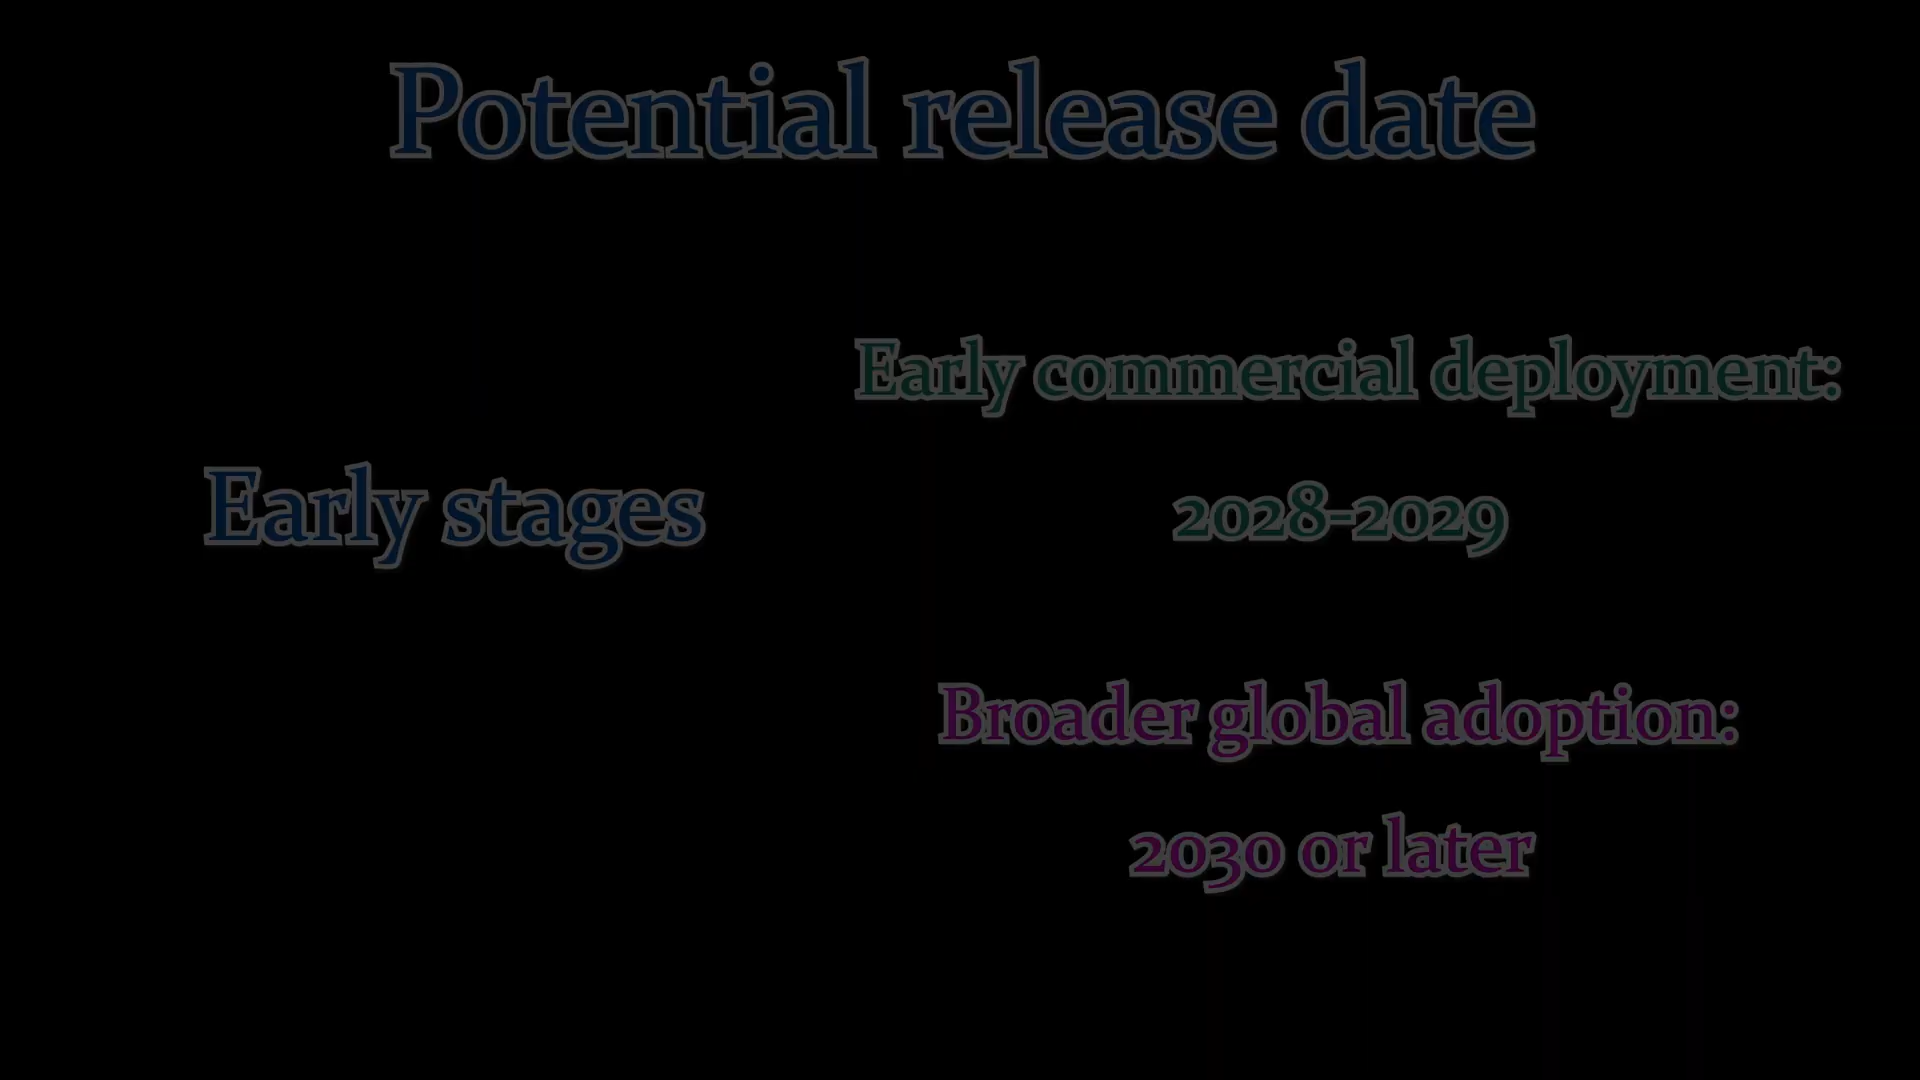 Potential release date
Early stages
Early commercial deployment:
2028-2029
Broader global adoption:
2030 or later